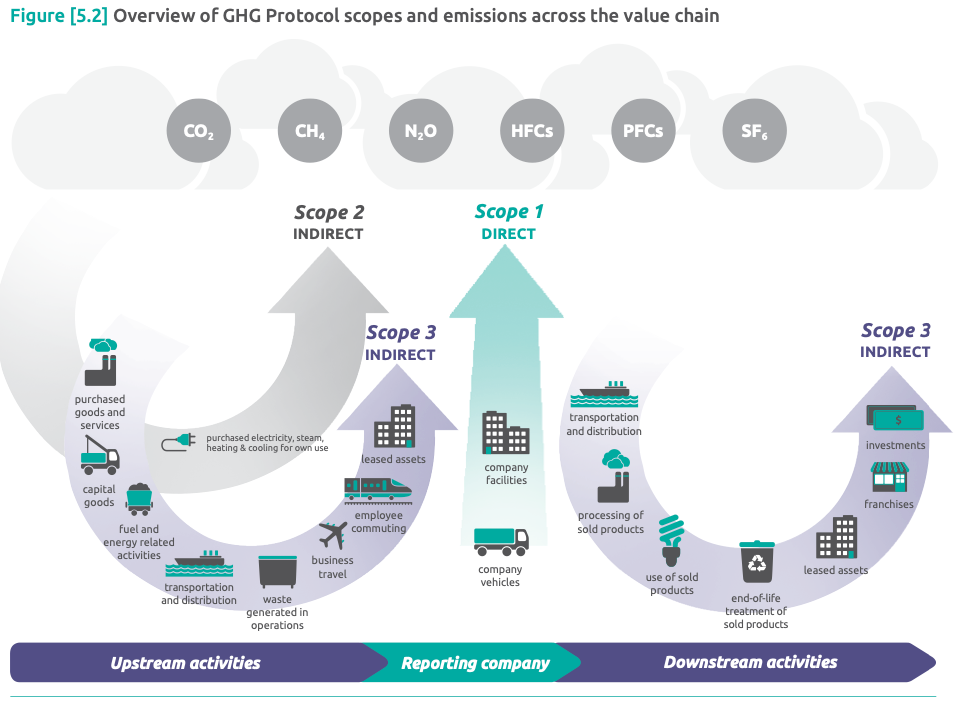 Figure [5.2] Overview of GHG Protocol scopes and emissions across the value chain
CO₂
CH₄
N₂O
HFCs
PFCs
SF₆
Scope 2
INDIRECT
Scope 1
DIRECT
Scope 3
INDIRECT
Scope 3
INDIRECT
purchased
goods and
services
capital
goods
fuel and
energy related
activities
transportation
and distribution
waste
generated in
operations
business
travel
employee
commuting
leased assets
purchased electricity, steam,
heating & cooling for own use
company
facilities
company
vehicles
transportation
and distribution
processing of
sold products
use of sold
products
end-of-life
treatment of
sold products
leased assets
franchises
$
investments
Upstream activities
Reporting company
Downstream activities